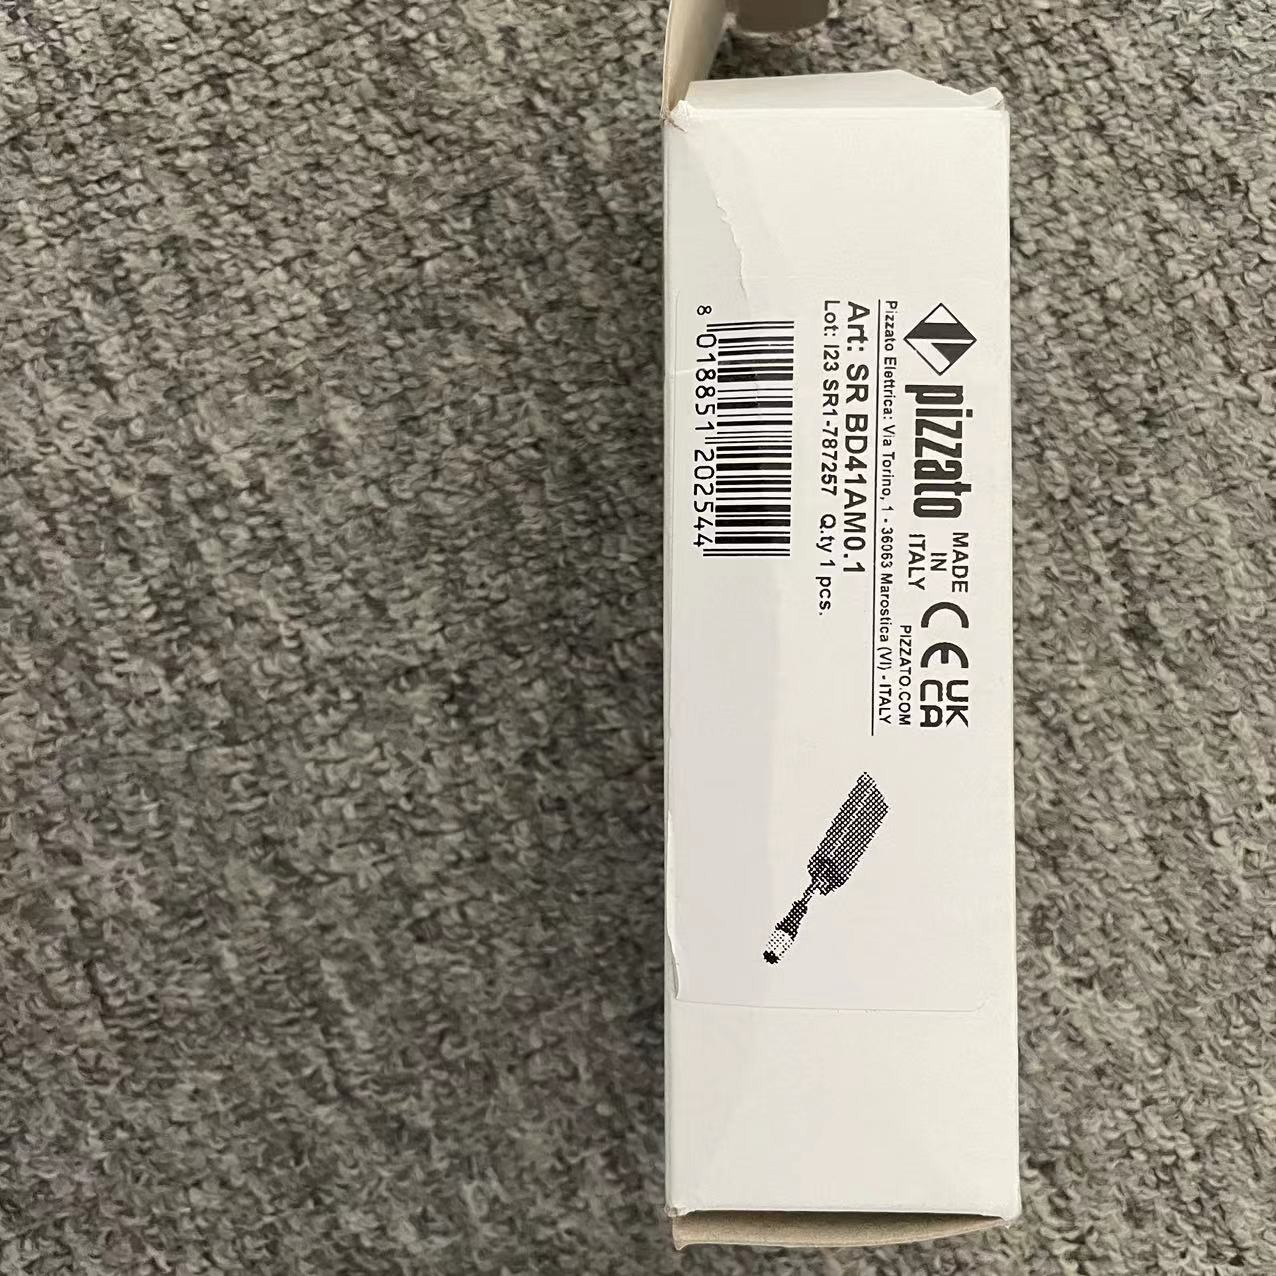 pizzato
MADE
IN
ITALY
CE
UK
CA
PIZZATO.COM
Pizzato Elettrica: Via Torino, 1 - 36063 Marostica (VI) - ITALY
Art: SR BD41AM0.1
Lot: I23 SR1-787257 Q.ty 1 pcs.
8 018851 202544